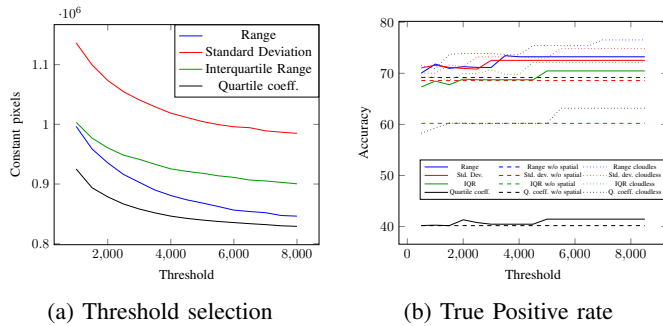 ·10^6
Range
Standard Deviation
Interquartile Range
Quartile coeff.
1.1
1
0.9
0.8
Constant pixels
2,000 4,000 6,000 8,000
Threshold
(a) Threshold selection
80
70
60
50
40
Accuracy
Range Range w/o spatial Range cloudless
Std. Dev. Std. dev. w/o spatial Std. dev. cloudless
IQR IQR w/o spatial IQR cloudless
Quartile coeff. Q. coeff. w/o spatial Q. coeff. cloudless
0 2,000 4,000 6,000 8,000
Threshold
(b) True Positive rate